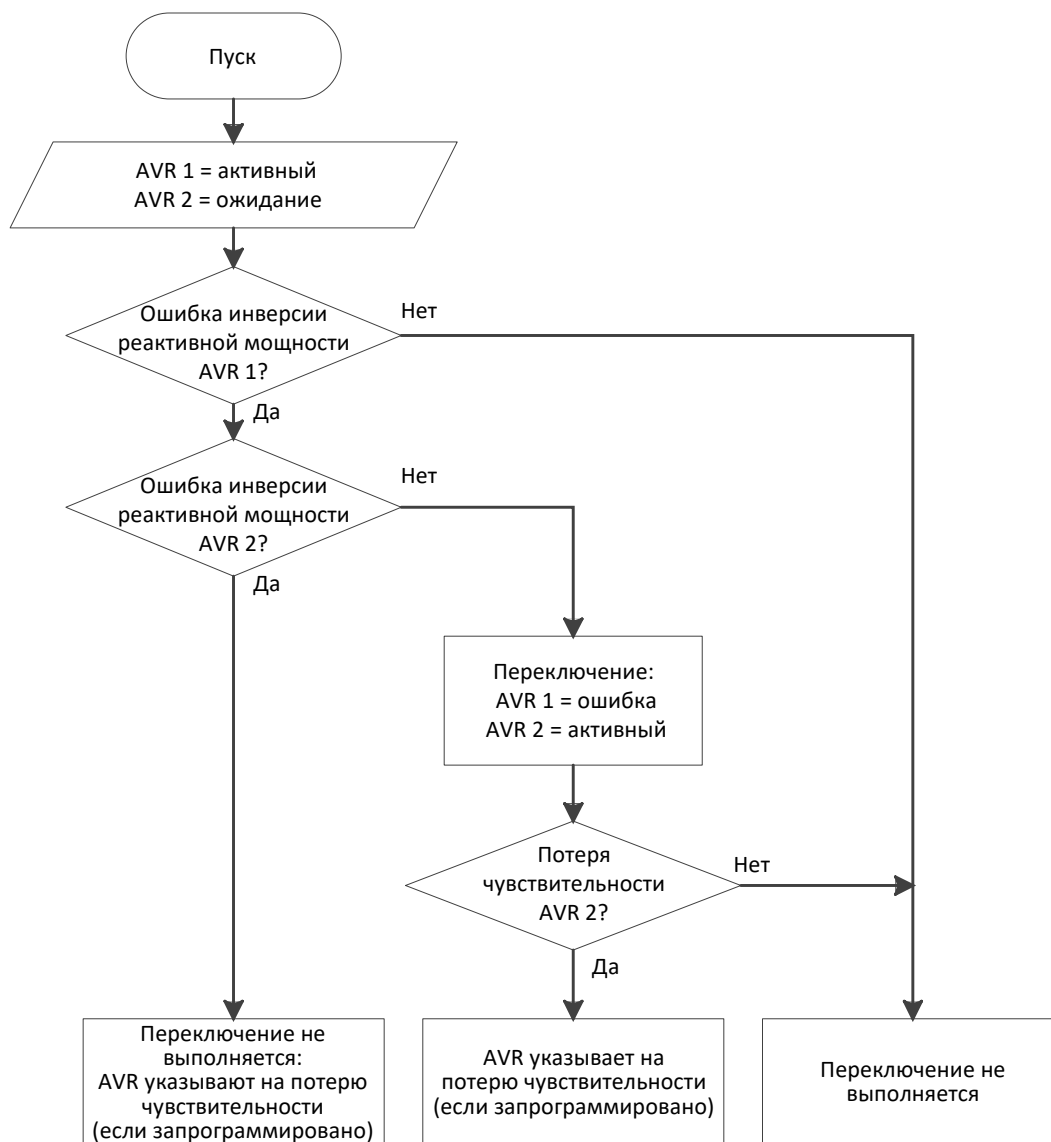 Пуск
AVR 1 = активный
AVR 2 = ожидание
Ошибка инверсии
реактивной мощности
AVR 1?
Нет
Да
Ошибка инверсии
реактивной мощности
AVR 2?
Нет
Да
Переключение:
AVR 1 = ошибка
AVR 2 = активный
Потеря
чувствительности
AVR 2?
Нет
Да
Переключение не
выполняется:
AVR указывают на потерю
чувствительности
(если запрограммировано)
AVR указывает на
потерю чувствительности
(если запрограммировано)
Переключение не
выполняется